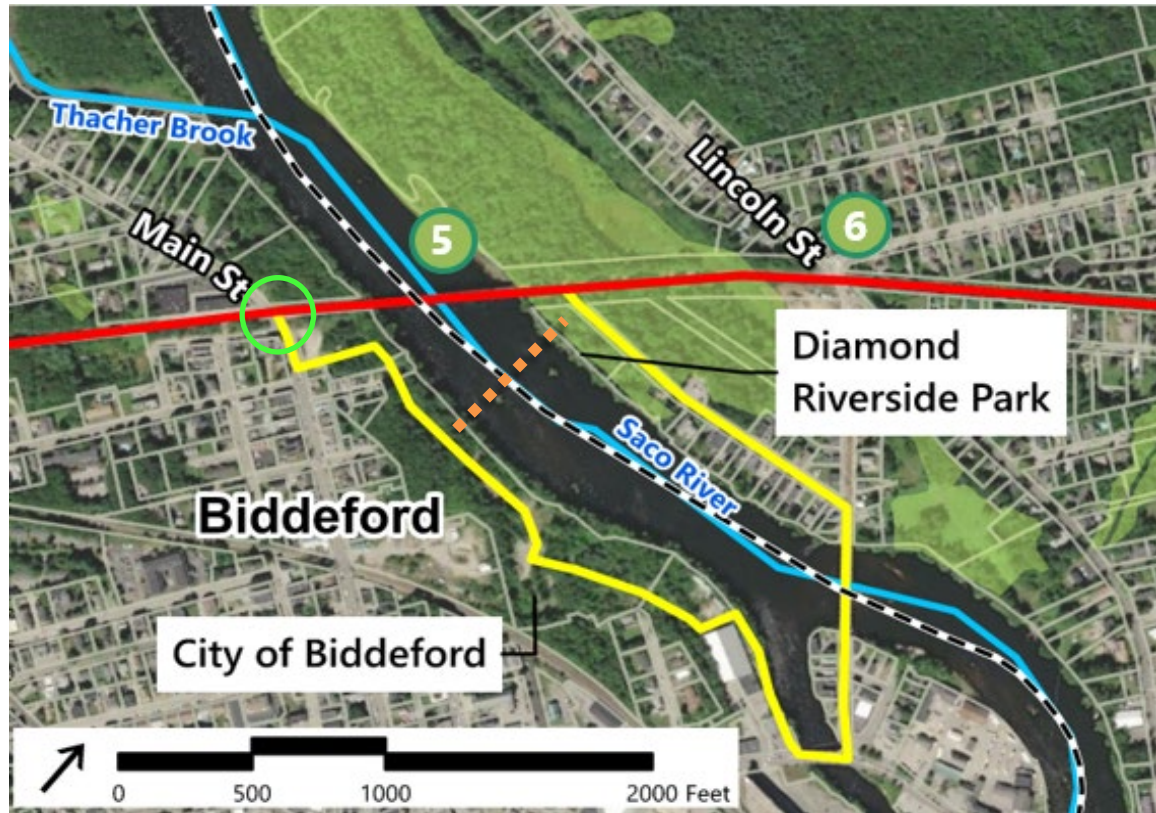 Thacher Brook
Main St
5
Lincoln St
6
Diamond
Riverside Park
Saco River
Biddeford
City of Biddeford
0 500 1000 2000 Feet